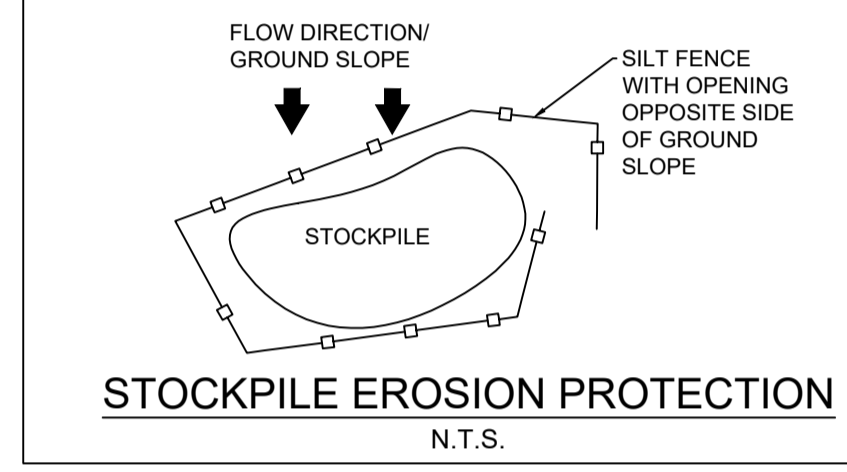 FLOW DIRECTION/
GROUND SLOPE
SILT FENCE
WITH OPENING
OPPOSITE SIDE
OF GROUND
SLOPE
STOCKPILE
STOCKPILE EROSION PROTECTION
N.T.S.